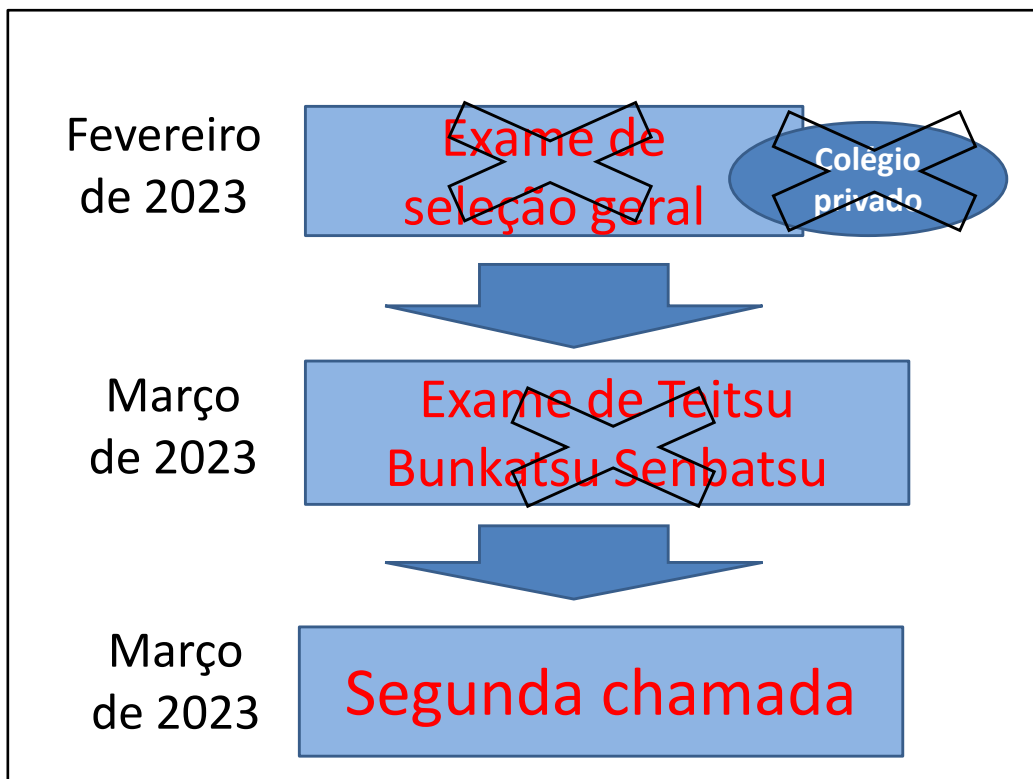 Fevereiro
de 2023
Exame de
seleção geral
Colégio
privado
Março
de 2023
Exame de Teitsu
Bunkatsu Senbatsu
Março
de 2023
Segunda chamada